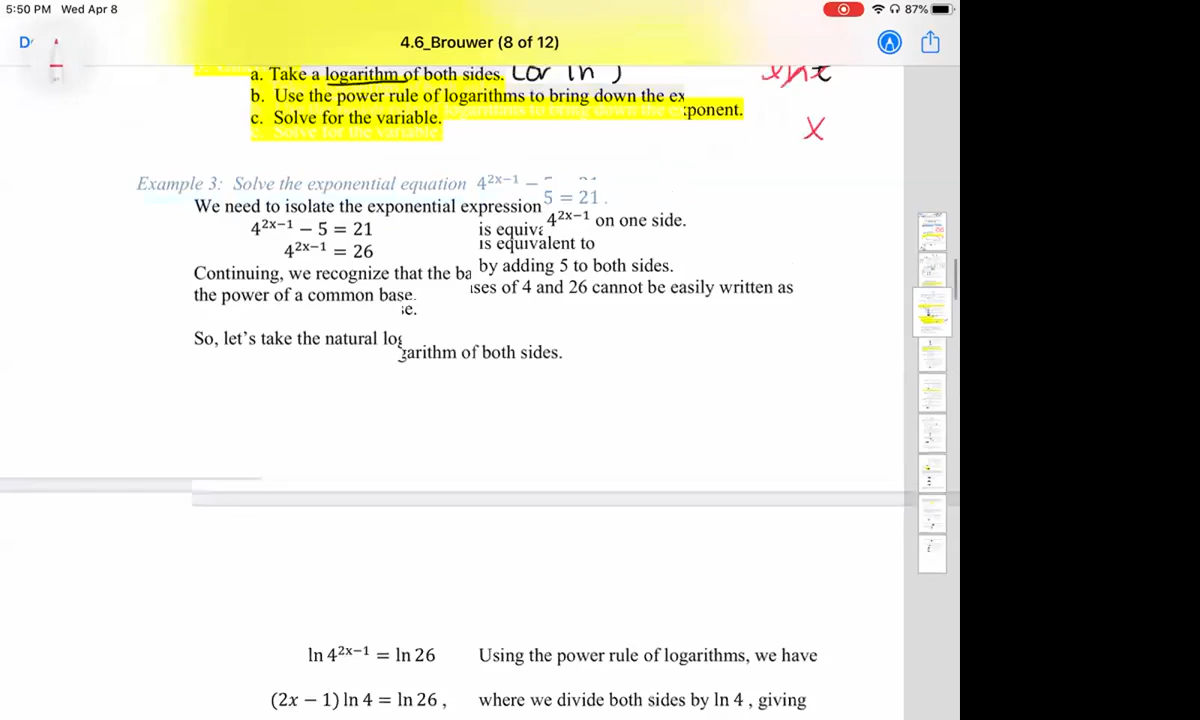 5:50 PM Wed Apr 8
87%
4.6_Brouwer (8 of 12)
a. Take a logarithm of both sides. (or ln )
b. Use the power rule of logarithms to bring down the exponent.
c. Solve for the variable.
x
Example 3: Solve the exponential equation 4^{2x−1} − 5 = 21 .
We need to isolate the exponential expression 4^{2x−1} on one side.
4^{2x−1} − 5 = 21 is equivalent to
4^{2x−1} = 26 by adding 5 to both sides.
Continuing, we recognize that the bases of 4 and 26 cannot be easily written as
the power of a common base.
So, let's take the natural logarithm of both sides.
ln 4^{2x−1} = ln 26 Using the power rule of logarithms, we have
(2x − 1) ln 4 = ln 26 , where we divide both sides by ln 4 , giving